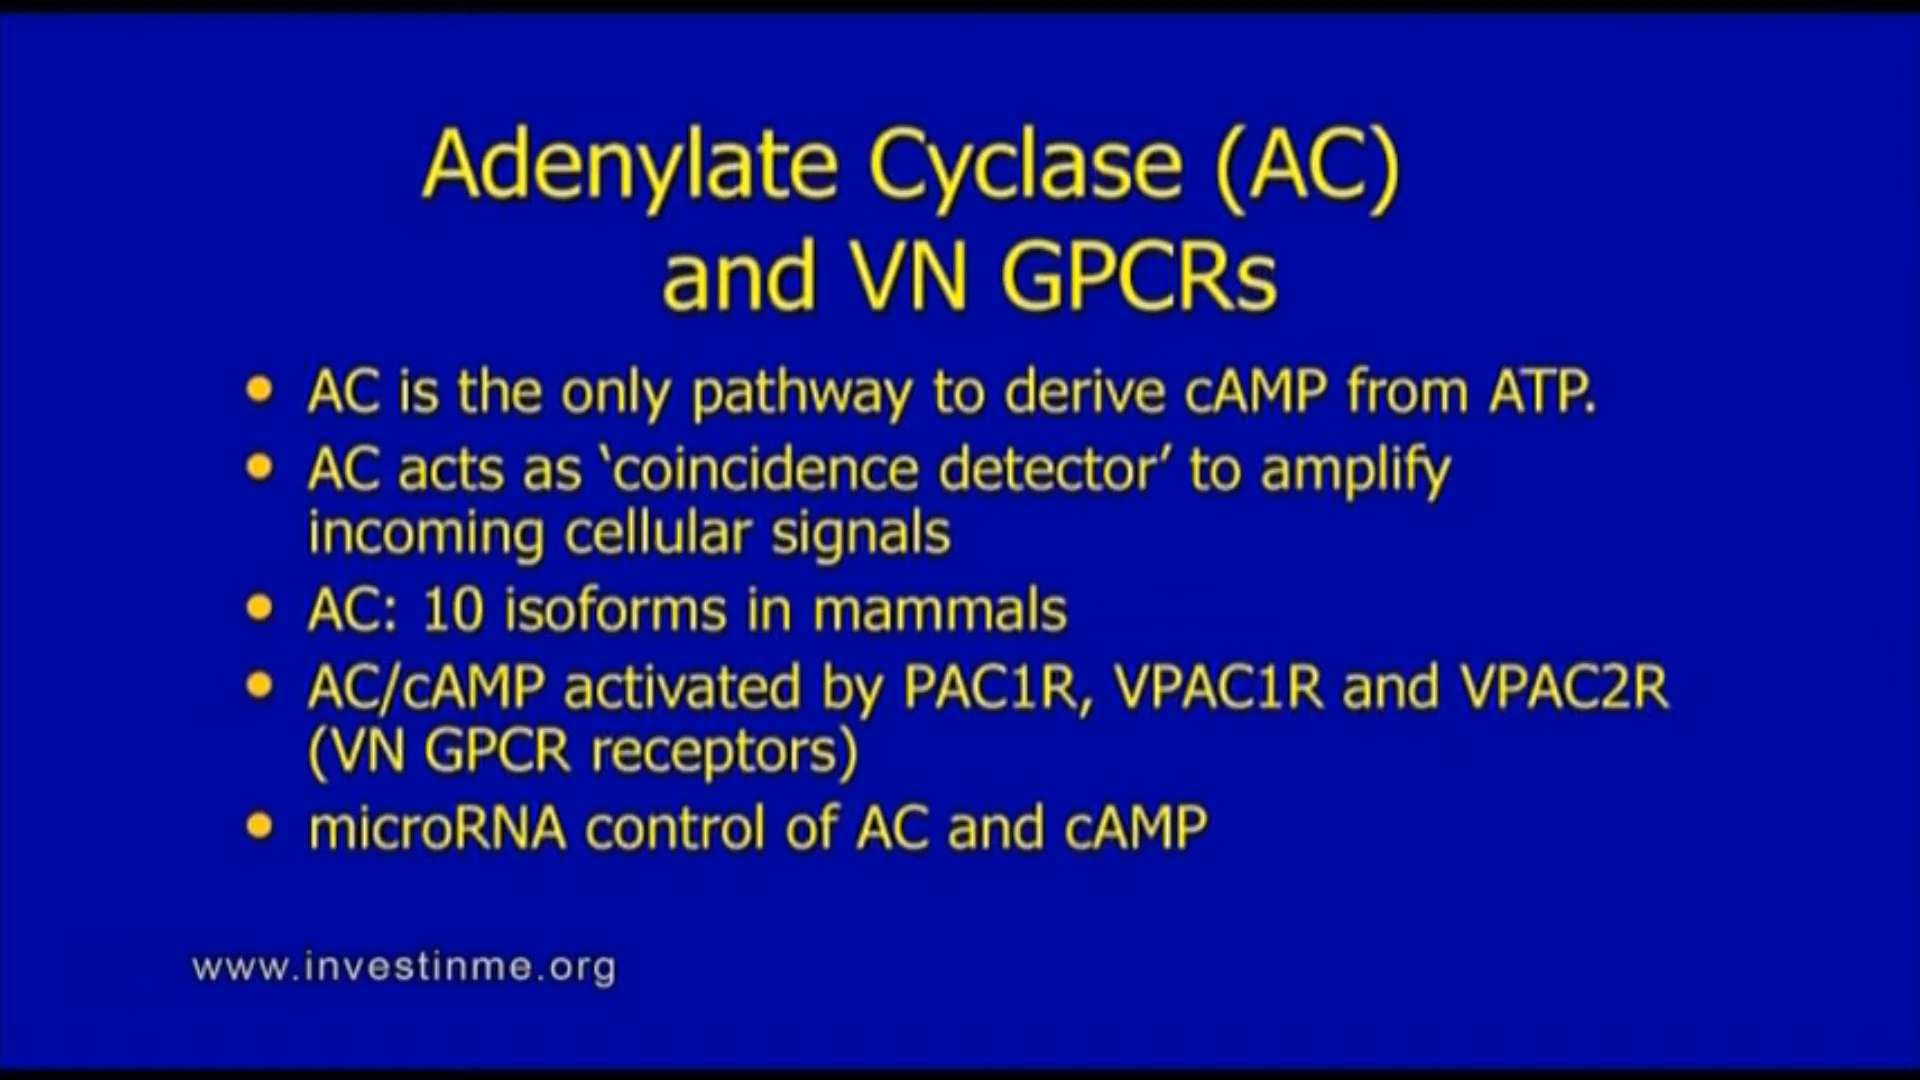 Adenylate Cyclase (AC)
and VN GPCRs
• AC is the only pathway to derive cAMP from ATP.
• AC acts as ‘coincidence detector’ to amplify
incoming cellular signals
• AC: 10 isoforms in mammals
• AC/cAMP activated by PAC1R, VPAC1R and VPAC2R
(VN GPCR receptors)
• microRNA control of AC and cAMP
www.investinme.org